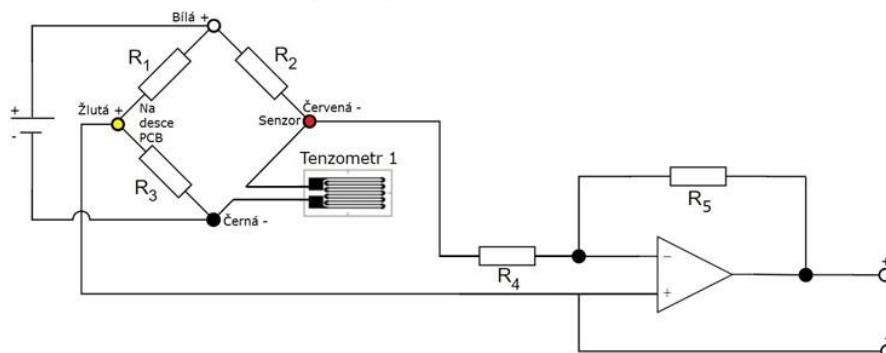 Bílá +
R1
R2
+
-
Žlutá +
Na
desce
PCB
Červená -
Senzor
Tenzometr 1
R3
Černá -
R5
R4
−
+
+
-